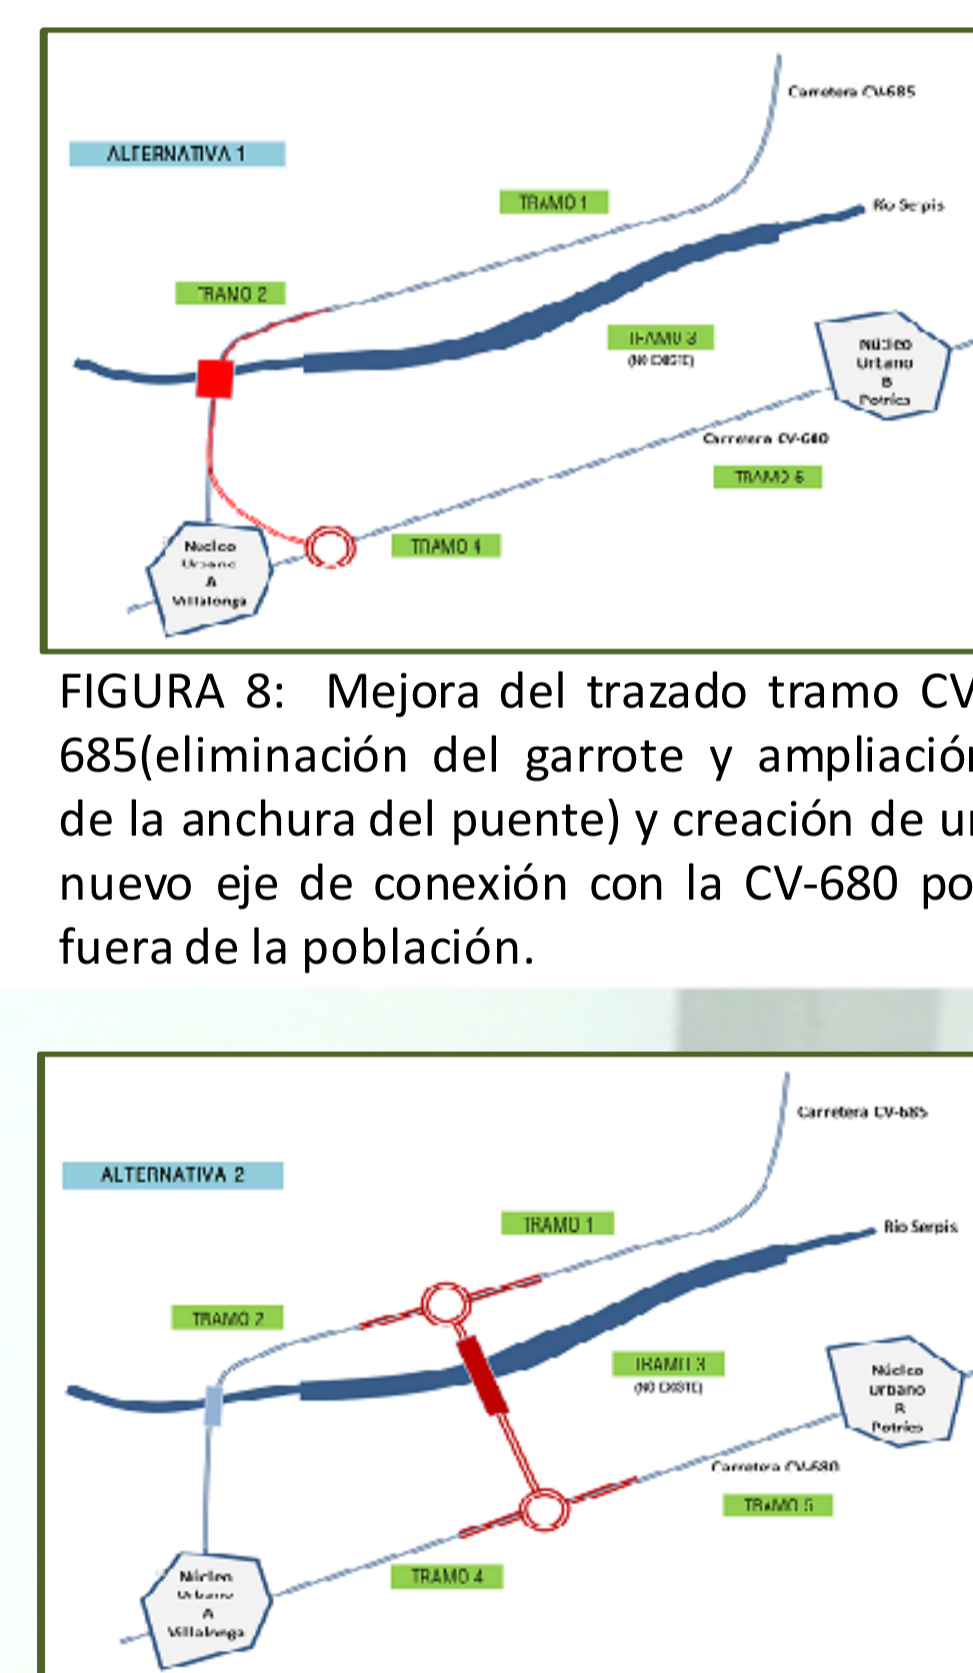 Carretera CV-685
ALTERNATIVA 1
TRAMO 1
Río Serpis
TRAMO 2
TRAMO 3
(NO EXISTE)
Núcleo
Urbano
B
Potries
Carretera CV-680
TRAMO 5
TRAMO 4
Núcleo
Urbano
A
Villalonga
FIGURA 8: Mejora del trazado tramo CV
685(eliminación del garrote y ampliación
de la anchura del puente) y creación de un
nuevo eje de conexión con la CV-680 po
fuera de la población.
Carretera CV-685
ALTERNATIVA 2
TRAMO 1
Río Serpis
TRAMO 2
TRAMO 3
(NO EXISTE)
Núcleo
urbano
B
Potries
Carretera CV-680
TRAMO 5
TRAMO 4
Núcleo
Urbano
A
Villalonga